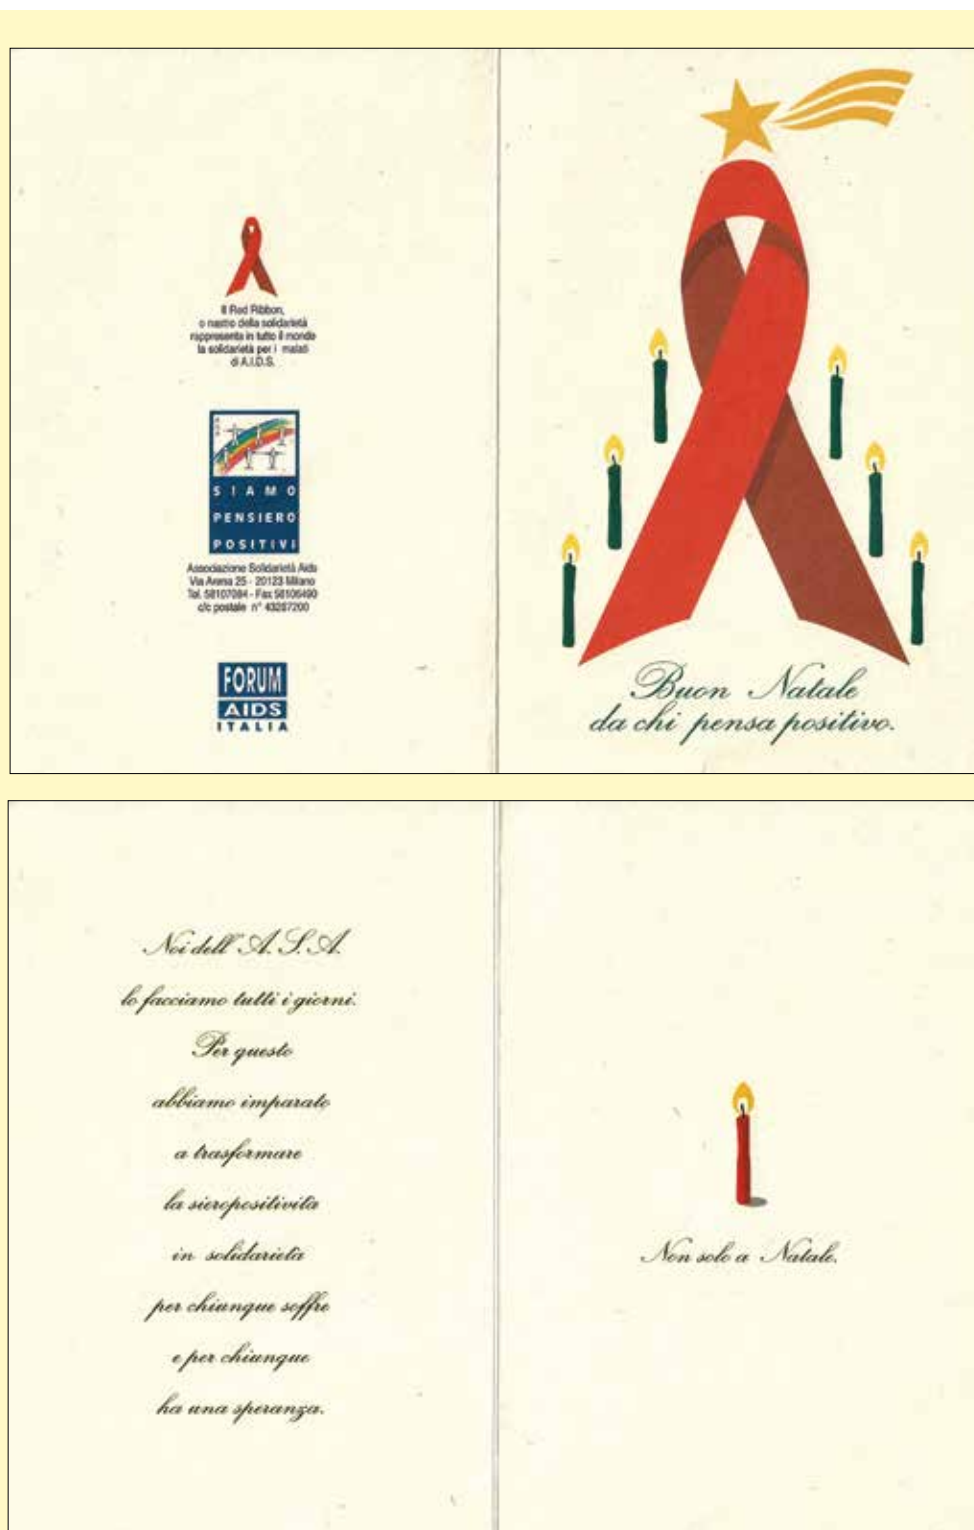 Il Red Ribbon,
o nastro della solidarietà
rappresenta in tutto il mondo
la solidarietà per i malati
di A.I.D.S.
SIAMO
PENSIERO
POSITIVI
Associazione Solidarietà Aids
Via Arena 25 - 20123 Milano
Tel. 58107084 - Fax 58106490
c/c postale n° 43287200
FORUM
AIDS
ITALIA
Buon Natale
da chi pensa positivo.
Noi dell' A.S.A.
lo facciamo tutti i giorni.
Per questo
abbiamo imparato
a trasformare
la sieropositività
in solidarietà
per chiunque soffre
e per chiunque
ha una speranza.
Non solo a Natale.